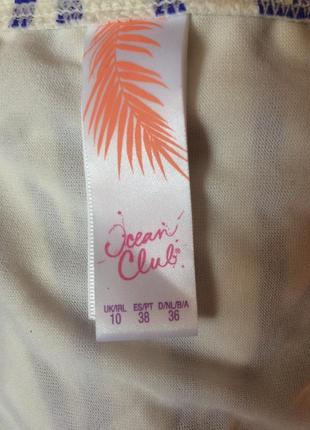 Ocean
Club®
UK/IRL ES/PT D/NL/B/A
10 38 36